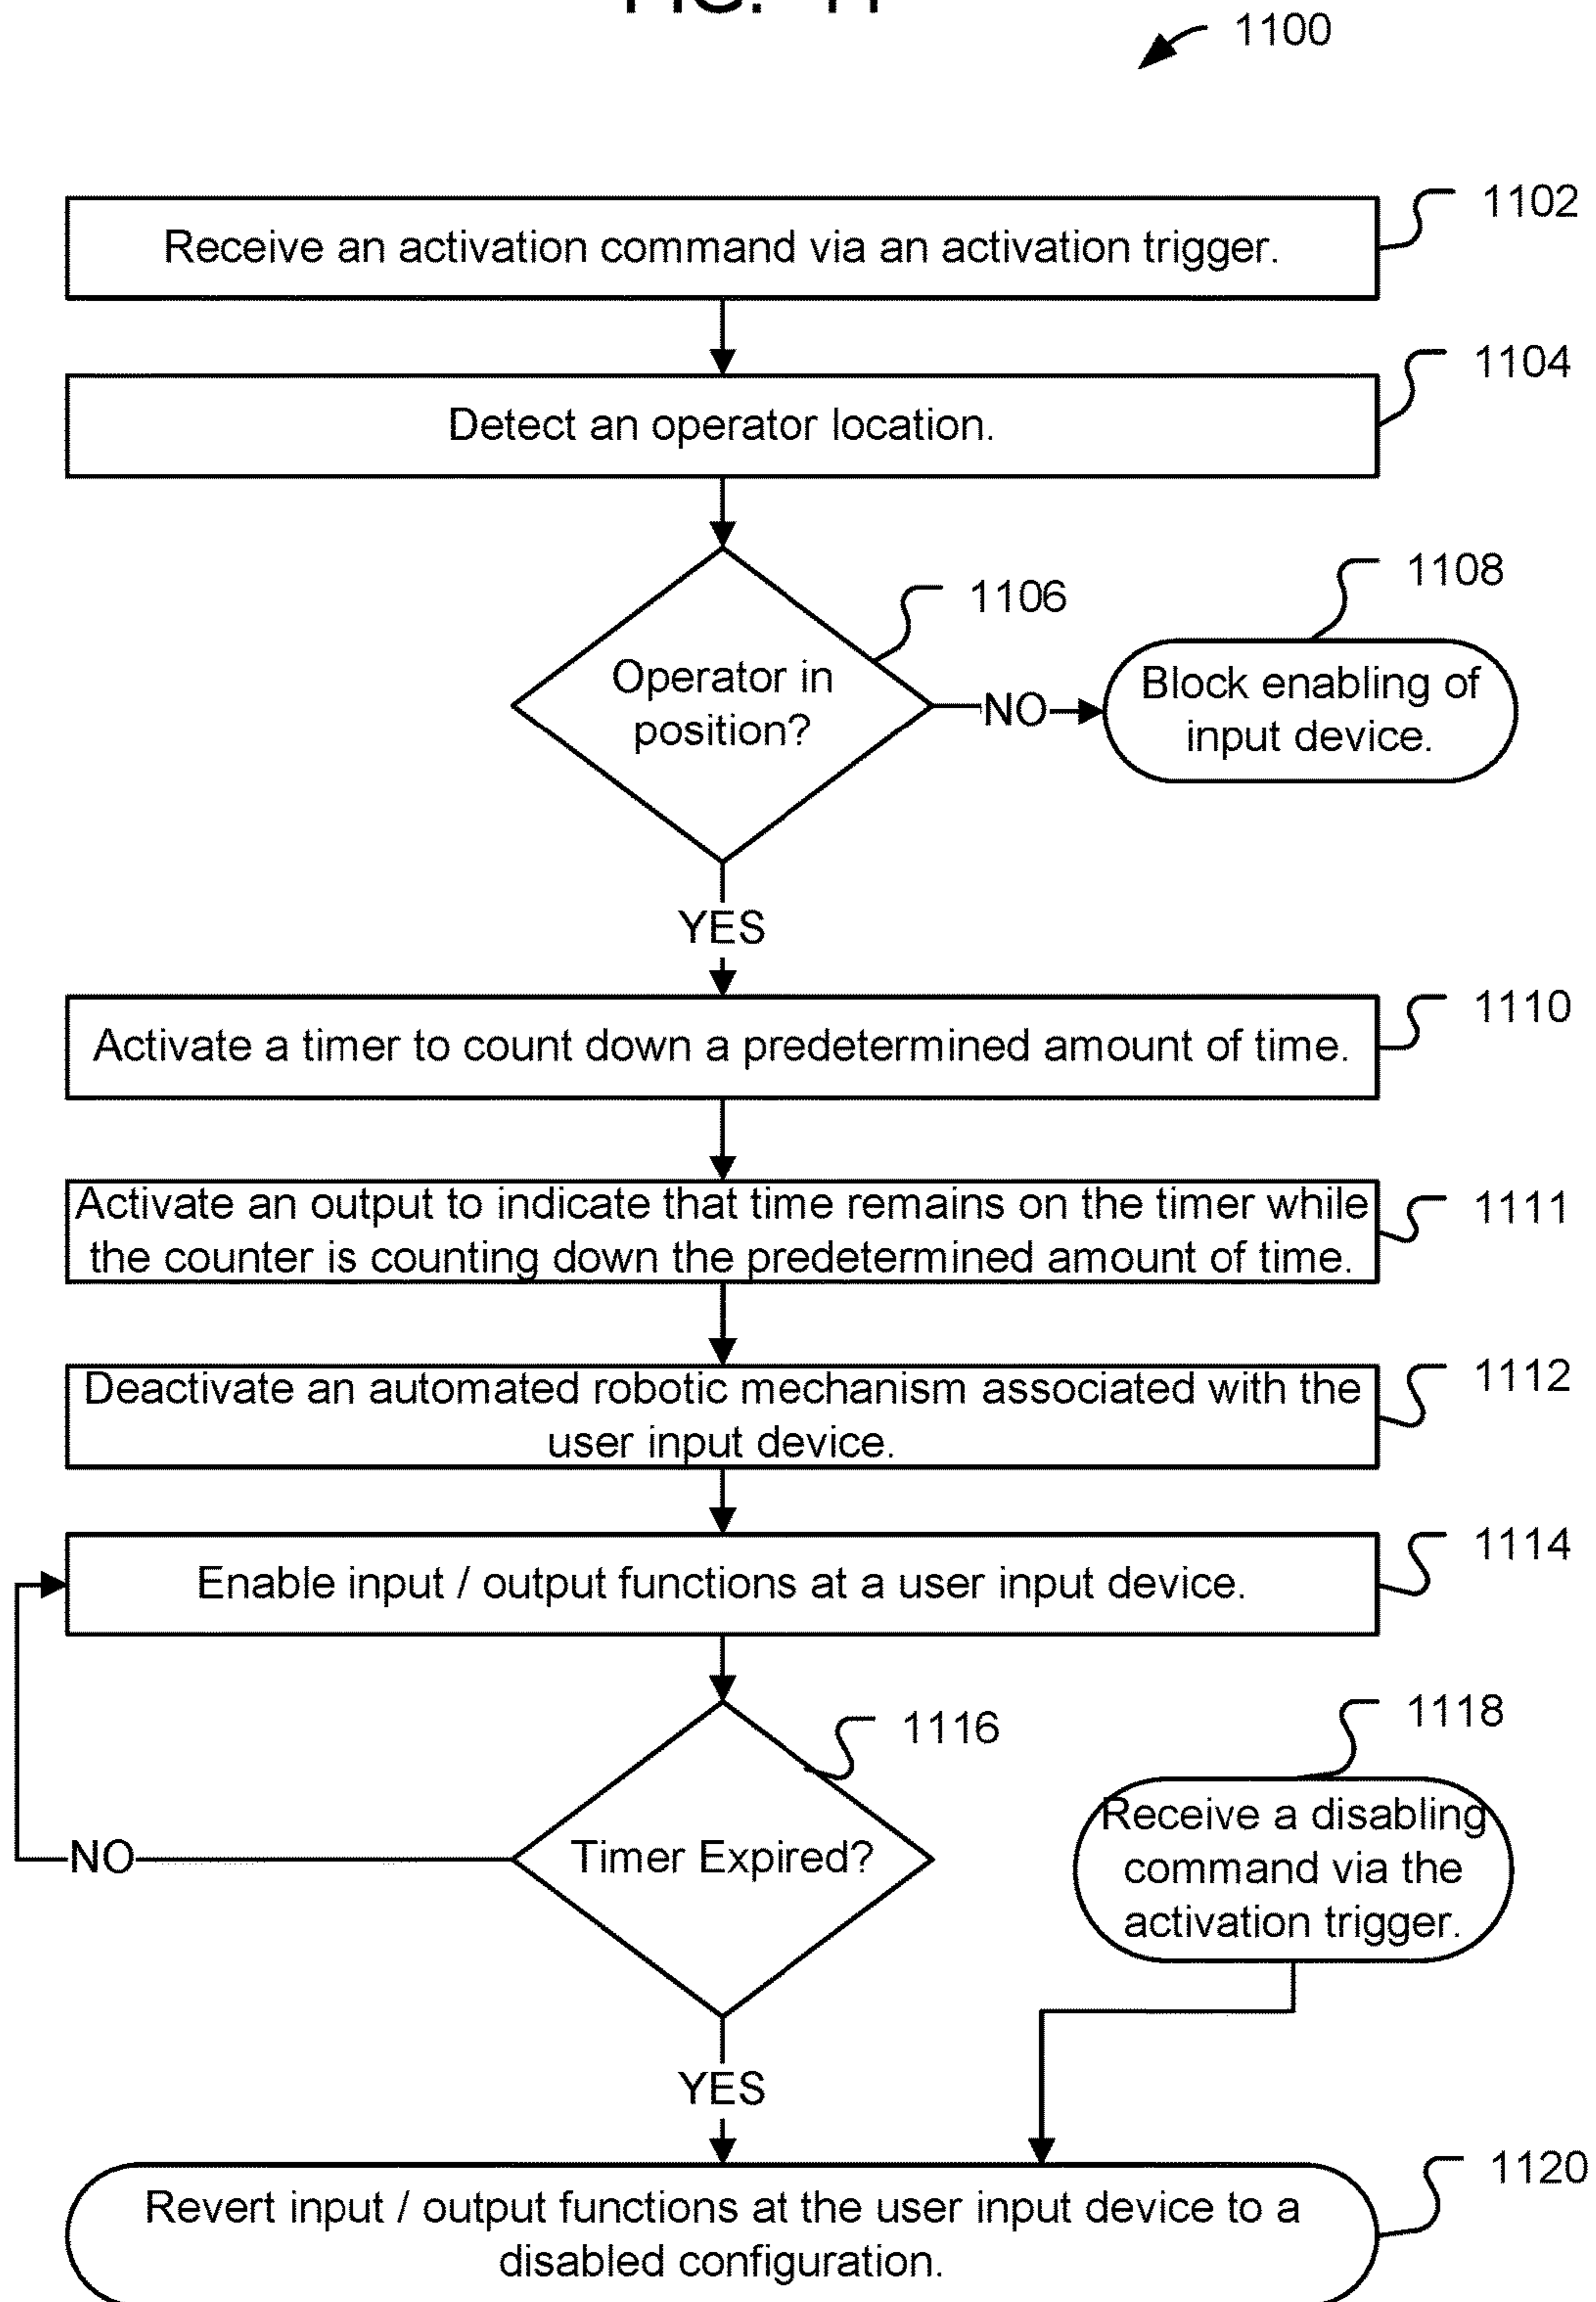 1100
Receive an activation command via an activation trigger.
1102
Detect an operator location.
1104
Operator in
position?
1106
NO
Block enabling of
input device.
1108
YES
Activate a timer to count down a predetermined amount of time.
1110
Activate an output to indicate that time remains on the timer while
the counter is counting down the predetermined amount of time.
1111
Deactivate an automated robotic mechanism associated with the
user input device.
1112
Enable input / output functions at a user input device.
1114
Timer Expired?
1116
NO
Receive a disabling
command via the
activation trigger.
1118
YES
Revert input / output functions at the user input device to a
disabled configuration.
1120